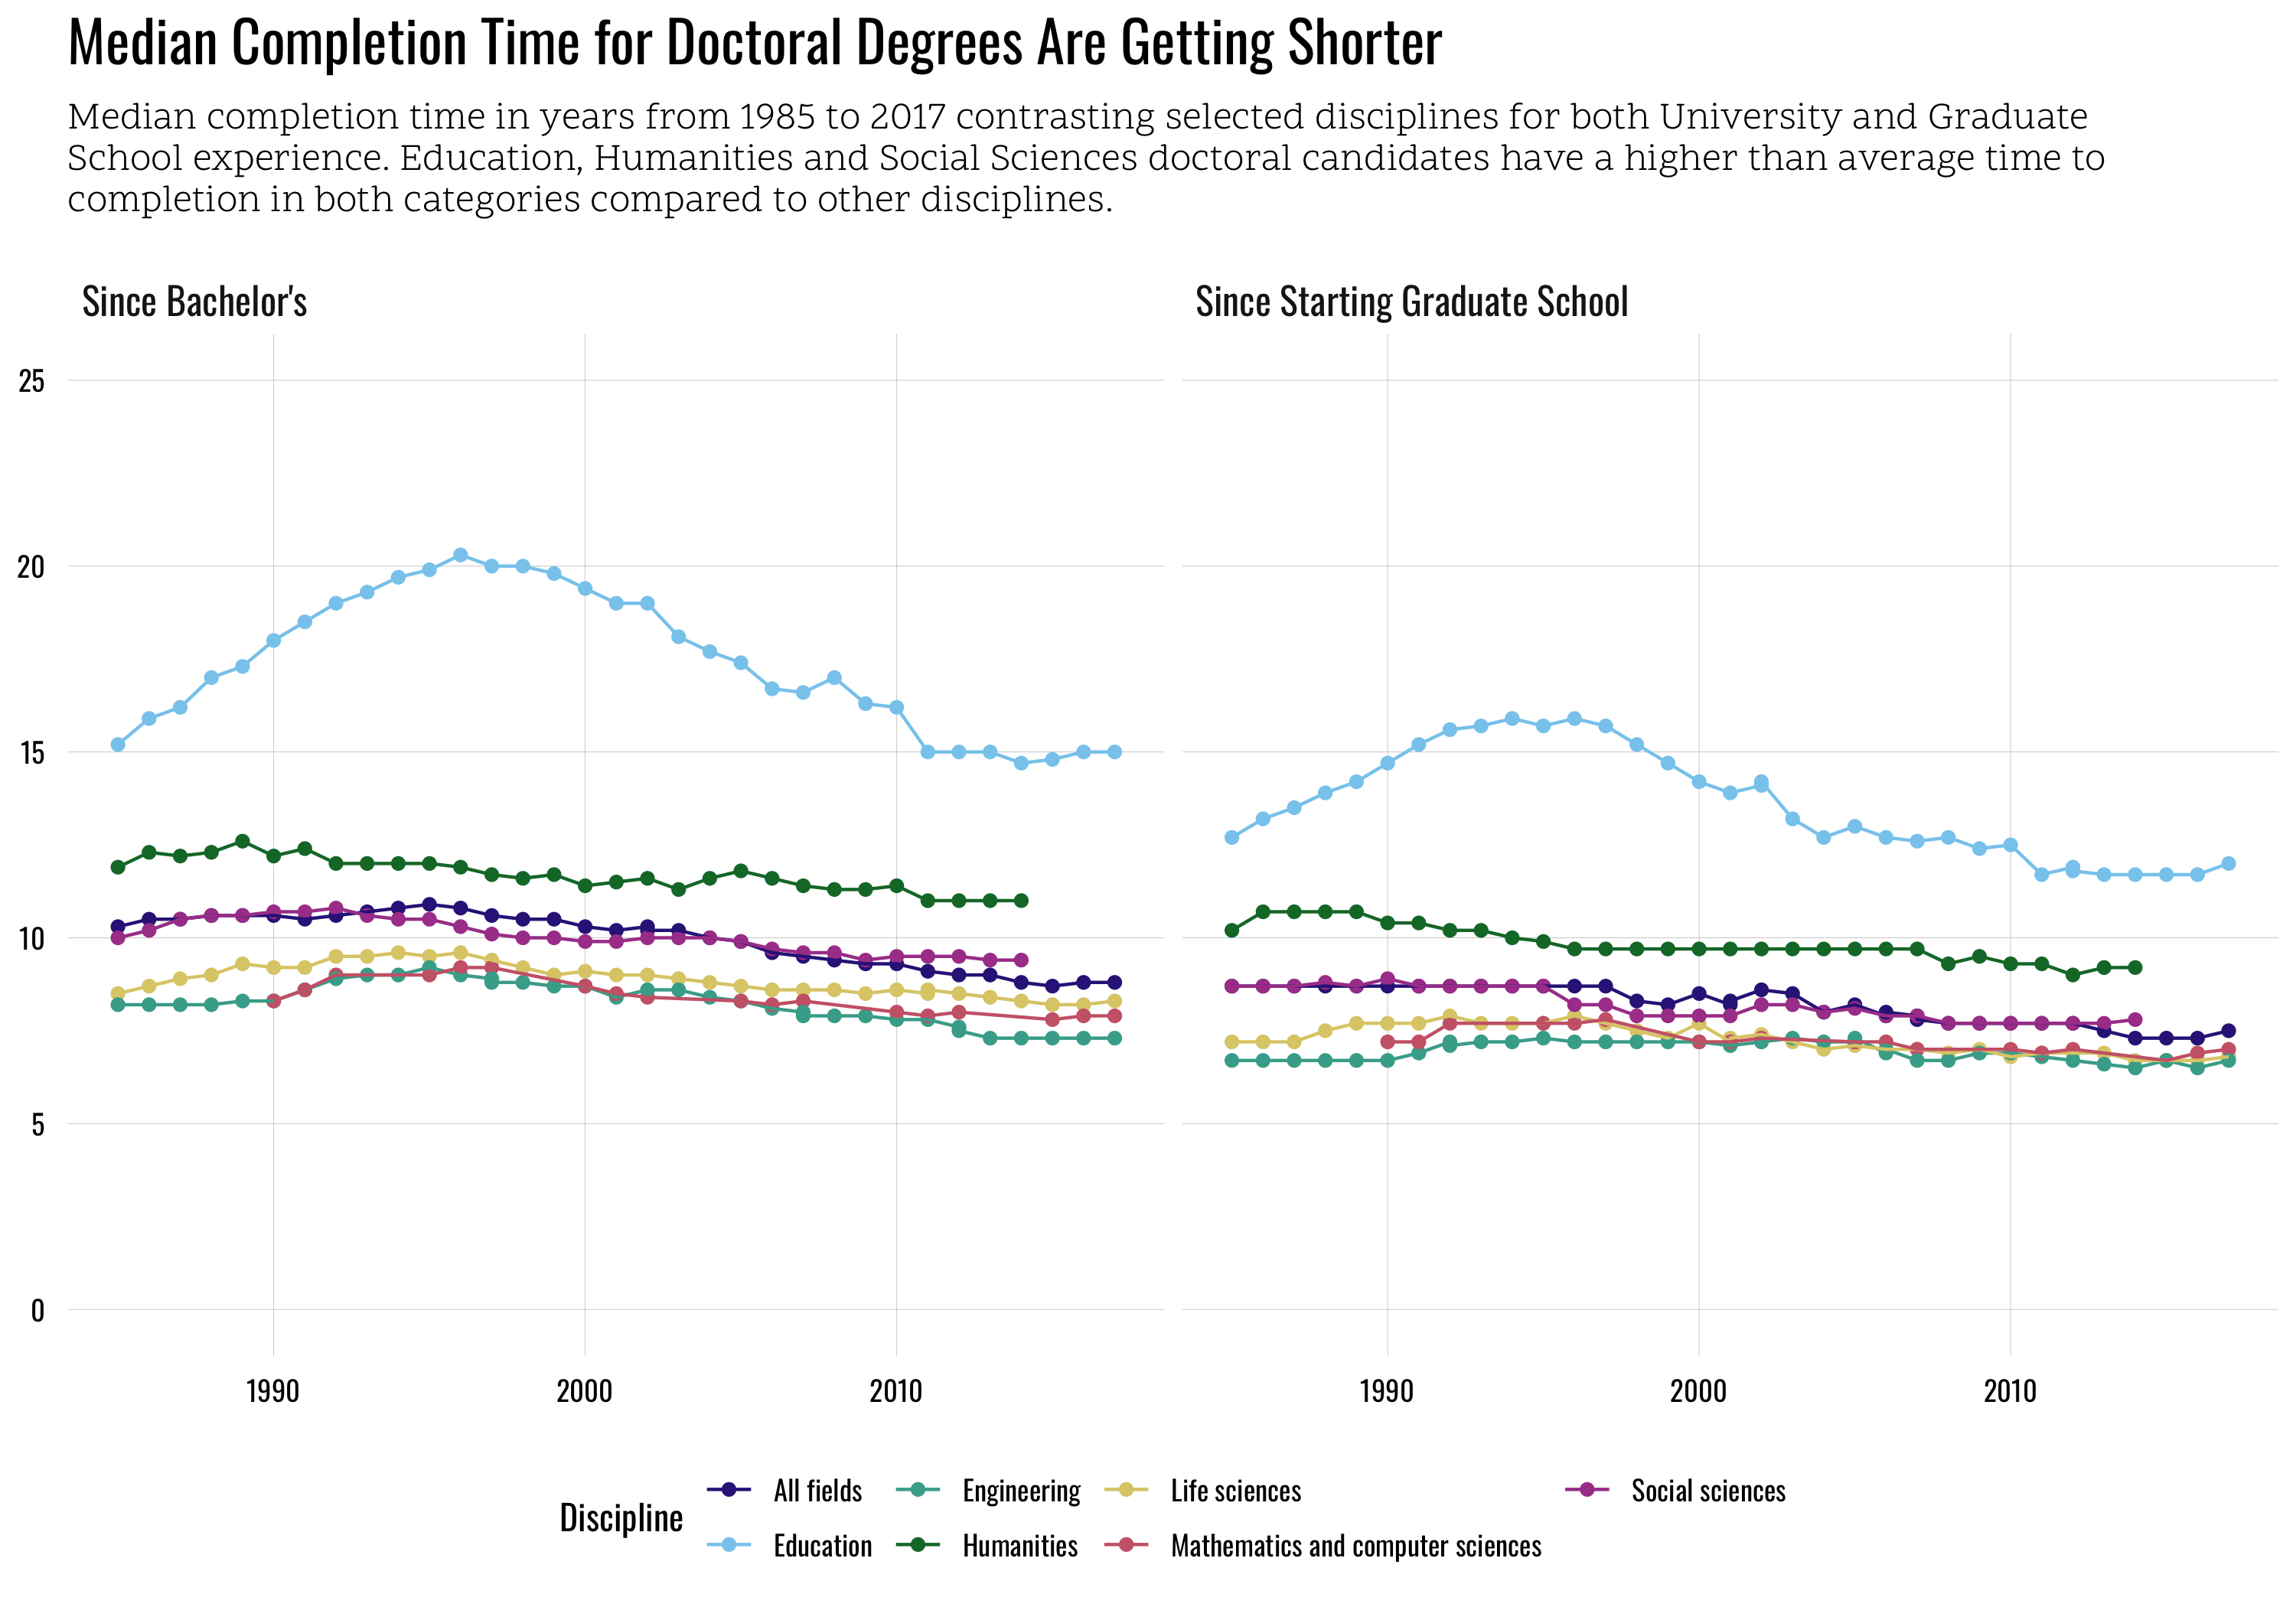 Median Completion Time for Doctoral Degrees Are Getting Shorter
Median completion time in years from 1985 to 2017 contrasting selected disciplines for both University and Graduate
School experience. Education, Humanities and Social Sciences doctoral candidates have a higher than average time to
completion in both categories compared to other disciplines.
Since Bachelor's
Since Starting Graduate School
25
20
15
10
5
0
1990 2000 2010
1990 2000 2010
Discipline
All fields Engineering Life sciences Social sciences
Education Humanities Mathematics and computer sciences